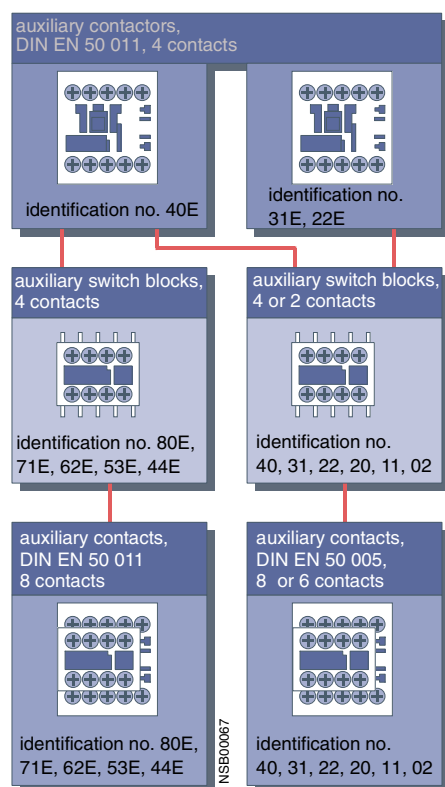 auxiliary contactors,
DIN EN 50 011, 4 contacts
identification no. 40E
identification no.
31E, 22E
auxiliary switch blocks,
4 contacts
identification no. 80E,
71E, 62E, 53E, 44E
auxiliary switch blocks,
4 or 2 contacts
identification no.
40, 31, 22, 20, 11, 02
auxiliary contacts,
DIN EN 50 011
8 contacts
identification no. 80E,
71E, 62E, 53E, 44E
NSB00067
auxiliary contacts,
DIN EN 50 005,
8 or 6 contacts
identification no.
40, 31, 22, 20, 11, 02